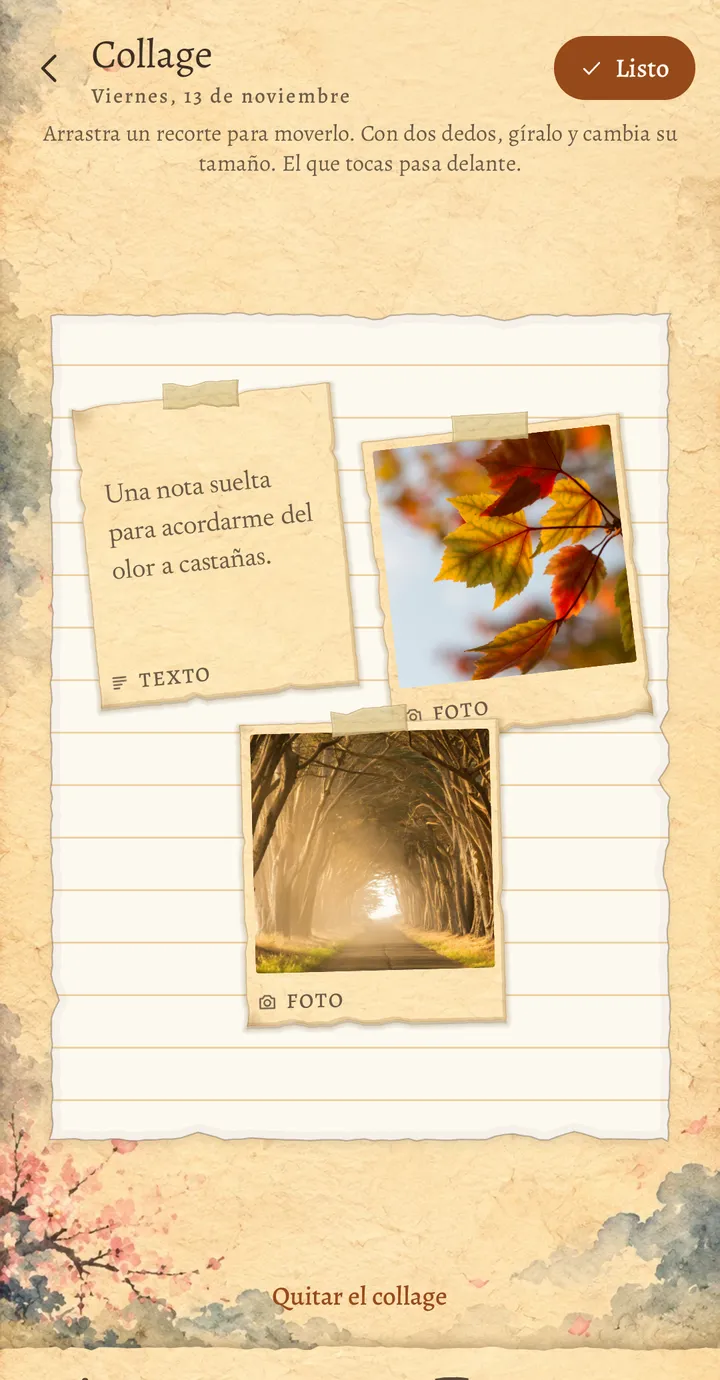 Collage
Listo
Viernes, 13 de noviembre
Arrastra un recorte para moverlo. Con dos dedos, gíralo y cambia su
tamaño. El que tocas pasa delante.
Una nota suelta
para acordarme del
olor a castañas.
TEXTO
FOTO
FOTO
Quitar el collage